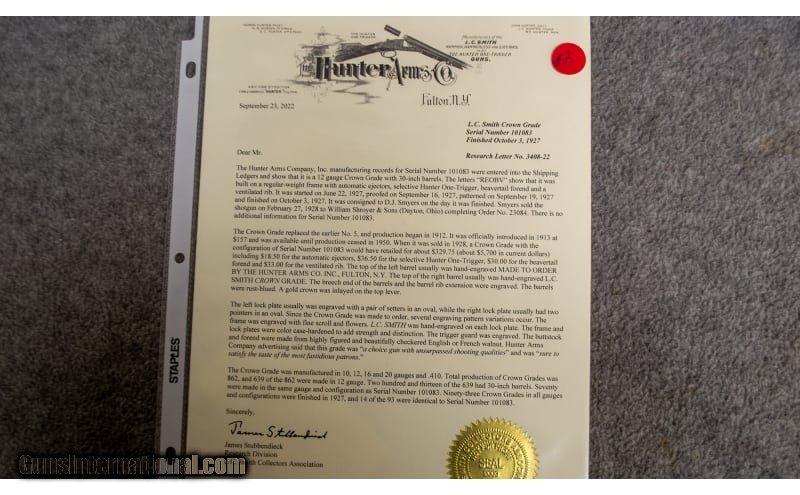 Manufacturers of the
L.C. SMITH
THE HUNTER
ONE-TRIGGER
THE HUNTER ONE-TRIGGER
GUNS.
The Hunter Arms Co.
Fulton, N.Y.
September 23, 2022
L.C. Smith Crown Grade
Serial Number 101083
Finished October 3, 1927
Research Letter No. 3408-22
Dear Mr.
The Hunter Arms Company, Inc. manufacturing records for Serial Number 101083 were entered into the Shipping
Ledgers and show that it is a 12 gauge Crown Grade with 30-inch barrels. The letters "REOBV" show that it was
built on a regular-weight frame with automatic ejectors, selective Hunter One-Trigger, beavertail forend and a
ventilated rib. It was started on June 22, 1927, proofed on September 16, 1927, patterned on September 19, 1927
and finished on October 3, 1927. It was consigned to D.J. Smyers on the day it was finished. Smyers sold the
shotgun on February 27, 1928 to William Shroyer & Sons (Dayton, Ohio) completing Order No. 23084. There is no
additional information for Serial Number 101083.
The Crown Grade replaced the earlier No. 5, and production began in 1912. It was officially introduced in 1913 at
$157 and was available until production ceased in 1950. When it was sold in 1928, a Crown Grade with the
configuration of Serial Number 101083 would have retailed for about $329.75 (about $5,700 in current dollars)
including $18.50 for the automatic ejectors, $36.50 for the selective Hunter One-Trigger, $30.00 for the beavertail
forend and $33.00 for the ventilated rib. The top of the left barrel usually was hand-engraved MADE TO ORDER
BY THE HUNTER ARMS CO. INC., FULTON, N.Y. The top of the right barrel usually was hand-engraved L.C.
SMITH CROWN GRADE. The breech end of the barrels and the barrel rib extension were engraved. The barrels
were rust-blued. A gold crown was inlayed on the top lever.
The left lock plate usually was engraved with a pair of setters in an oval, while the right lock plate usually had two
pointers in an oval. Since the Crown Grade was made to order, several engraving pattern variations occur. The
frame was engraved with fine scroll and flowers. L.C. SMITH was hand-engraved on each lock plate. The frame and
lock plates were color case-hardened to add strength and distinction. The trigger guard was engraved. The buttstock
and forend were made from highly figured and beautifully checkered English or French walnut. Hunter Arms
Company advertising said that this grade was "a choice gun with unsurpassed shooting qualities" and was "sure to
satisfy the taste of the most fastidious patrons."
The Crown Grade was manufactured in 10, 12, 16 and 20 gauges and .410. Total production of Crown Grades was
862, and 639 of the 862 were made in 12 gauge. Two hundred and thirteen of the 639 had 30-inch barrels. Seventy
were made in the same gauge and configuration as Serial Number 101083. Ninety-three Crown Grades in all gauges
and configurations were finished in 1927, and 14 of the 93 were identical to Serial Number 101083.
Sincerely,
James Stubbendieck
James Stubbendieck
Research Division
Smith Collectors Association
SEAL
STAPLES
GunsInternational.com